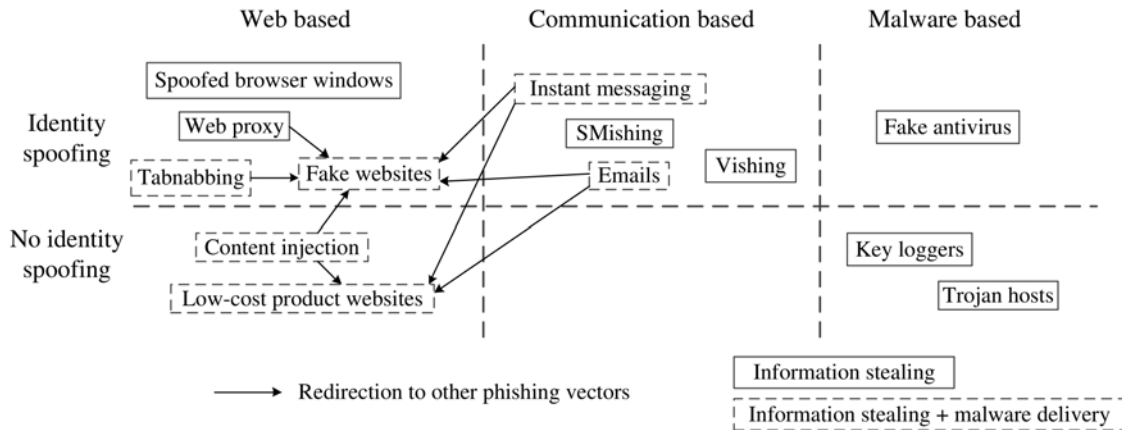 Web based
Communication based
Malware based
Identity
spoofing
Spoofed browser windows
Web proxy
Tabnabbing
Fake websites
Instant messaging
SMishing
Emails
Vishing
Fake antivirus
No identity
spoofing
Content injection
Low-cost product websites
Key loggers
Trojan hosts
Redirection to other phishing vectors
Information stealing
Information stealing + malware delivery